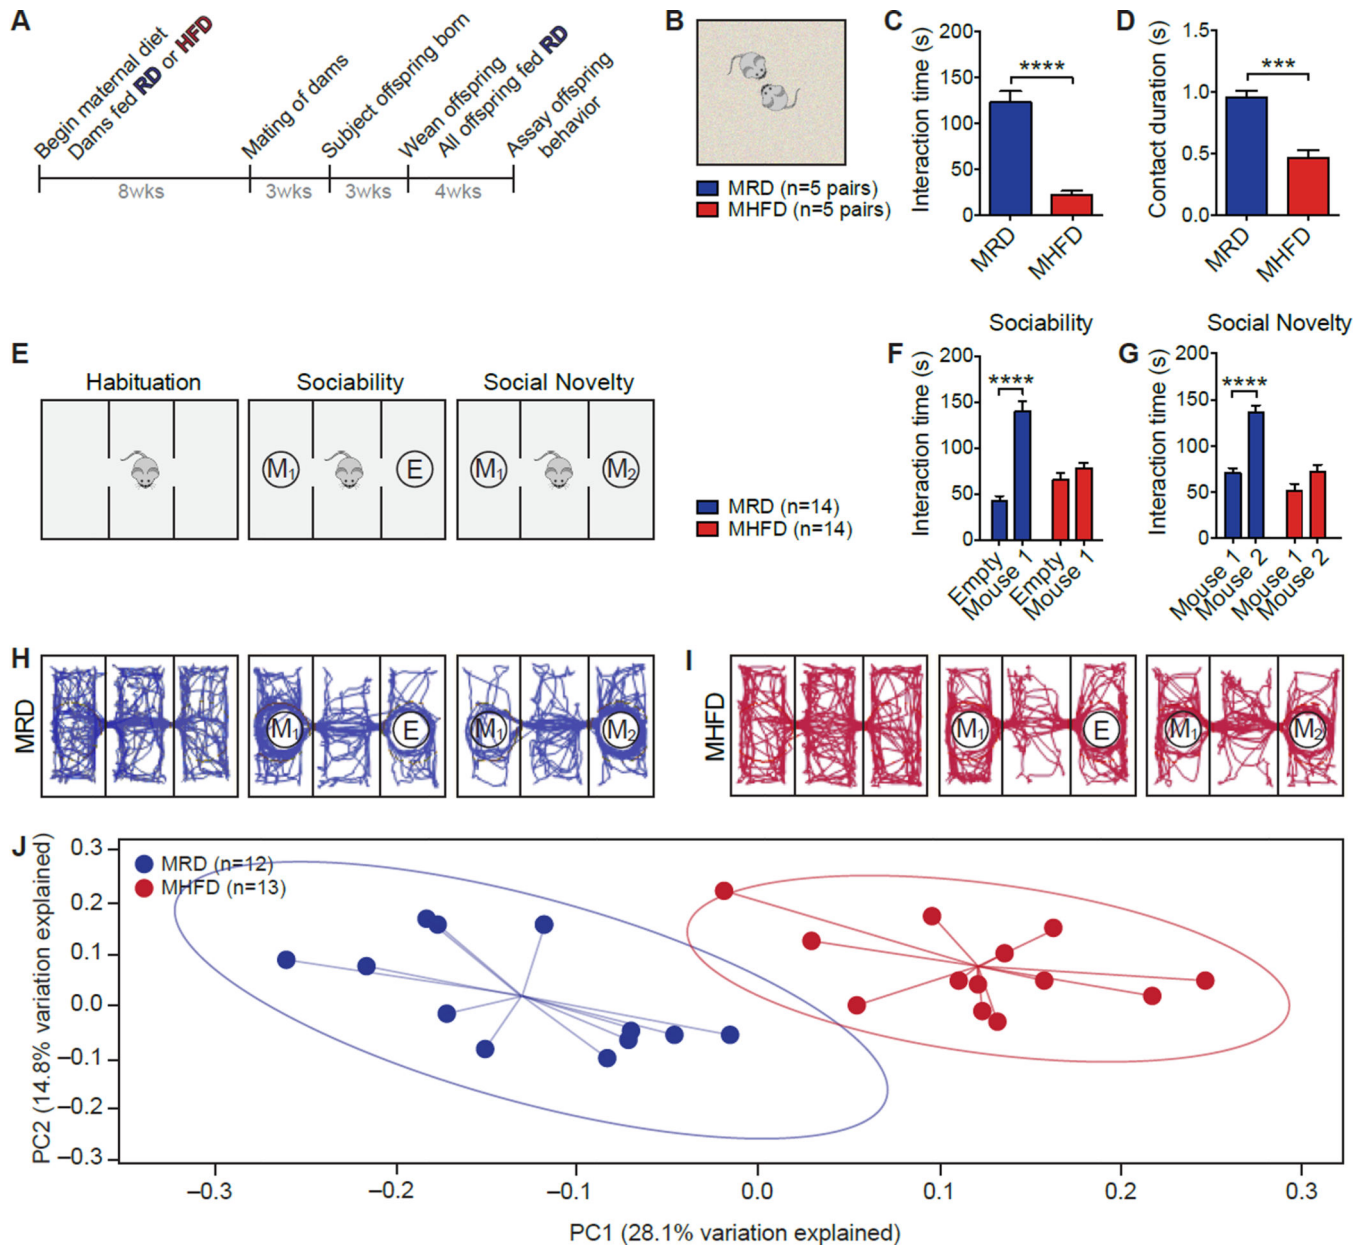 A
Begin maternal diet
Dams fed RD or HFD
Mating of dams
Subject offspring born
Wean offspring
All offspring fed RD
Assay offspring
behavior
8wks
3wks
3wks
4wks
B
MRD (n=5 pairs)
MHFD (n=5 pairs)
C
Interaction time (s)
200
150
100
50
0
****
MRD
MHFD
D
Contact duration (s)
1.5
1.0
0.5
0.0
***
MRD
MHFD
E
Habituation
Sociability
Social Novelty
M1
E
M1
M2
MRD (n=14)
MHFD (n=14)
Sociability
F
Interaction time (s)
200
150
100
50
0
****
Empty
Mouse 1
Empty
Mouse 1
Social Novelty
G
Interaction time (s)
200
150
100
50
0
****
Mouse 1
Mouse 2
Mouse 1
Mouse 2
H
MRD
M1
E
M1
M2
I
MHFD
M1
E
M1
M2
J
MRD (n=12)
MHFD (n=13)
PC2 (14.8% variation explained)
0.3
0.2
0.1
0.0
–0.1
–0.2
–0.3
–0.3
–0.2
–0.1
0.0
0.1
0.2
0.3
PC1 (28.1% variation explained)